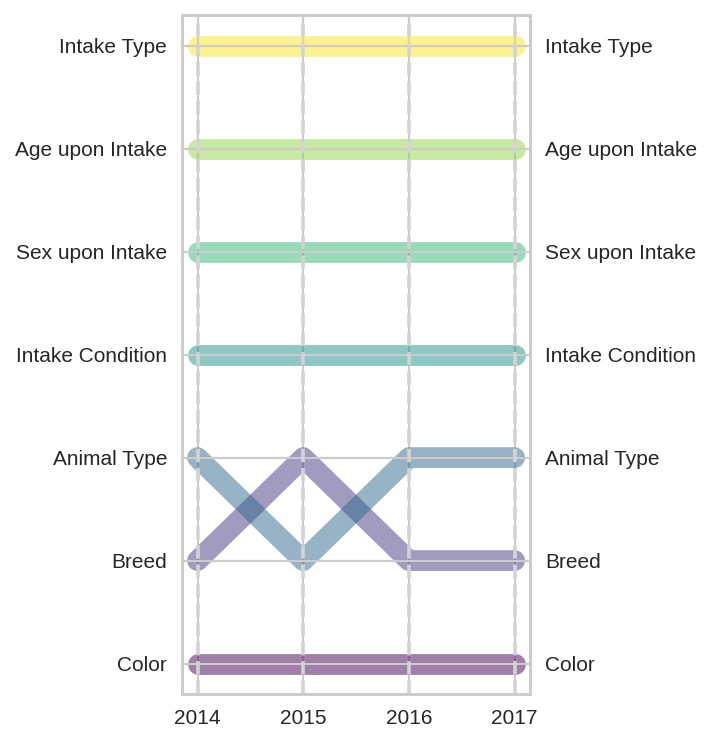 Intake Type Intake Type
Age upon Intake Age upon Intake
Sex upon Intake Sex upon Intake
Intake Condition Intake Condition
Animal Type Animal Type
Breed Breed
Color Color
2014 2015 2016 2017